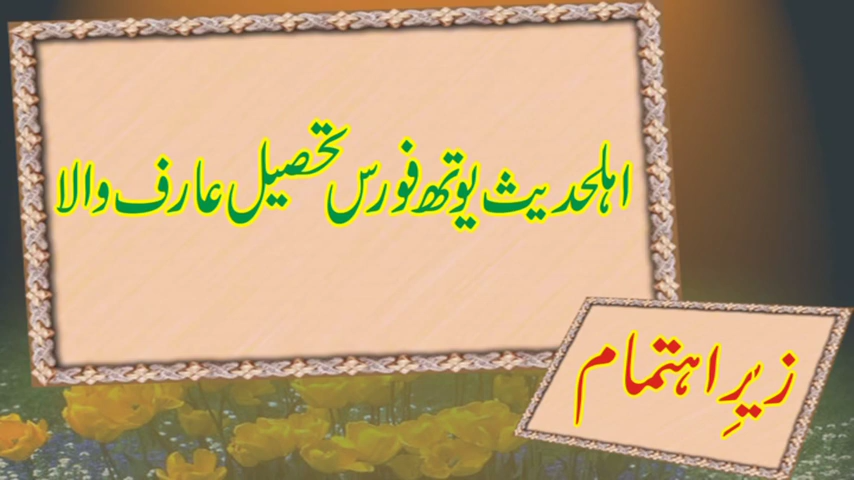 اہلحدیث یوتھ فورس تحصیل عارف والا
زیرِ اہتمام